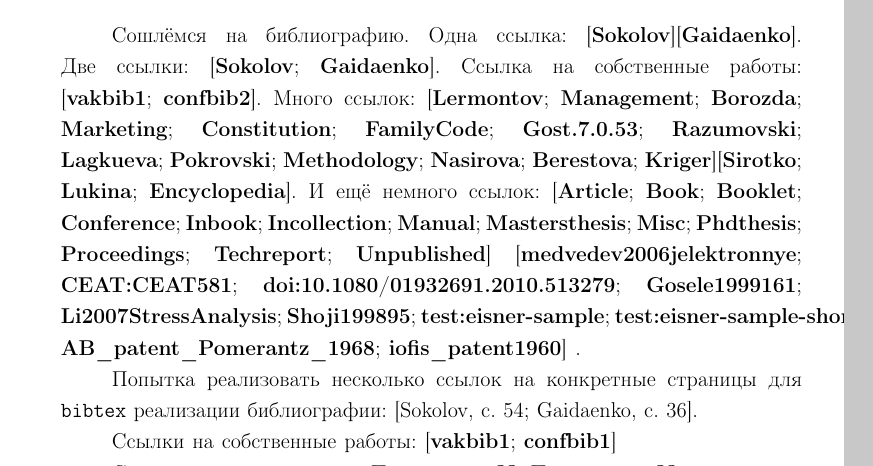 Сошлёмся на библиографию. Одна ссылка: [Sokolov][Gaidaenko].
Две ссылки: [Sokolov; Gaidaenko]. Ссылка на собственные работы:
[vakbib1; confbib2]. Много ссылок: [Lermontov; Management; Borozda;
Marketing; Constitution; FamilyCode; Gost.7.0.53; Razumovski;
Lagkueva; Pokrovski; Methodology; Nasirova; Berestova; Kriger][Sirotko;
Lukina; Encyclopedia]. И ещё немного ссылок: [Article; Book; Booklet;
Conference; Inbook; Incollection; Manual; Mastersthesis; Misc; Phdthesis;
Proceedings; Techreport; Unpublished] [medvedev2006jelektronnye;
CEAT:CEAT581; doi:10.1080/01932691.2010.513279; Gosele1999161;
Li2007StressAnalysis; Shoji199895; test:eisner-sample; test:eisner-sample-shor
AB_patent_Pomerantz_1968; iofis_patent1960] .
Попытка реализовать несколько ссылок на конкретные страницы для
bibtex реализации библиографии: [Sokolov, с. 54; Gaidaenko, с. 36].
Ссылки на собственные работы: [vakbib1; confbib1]